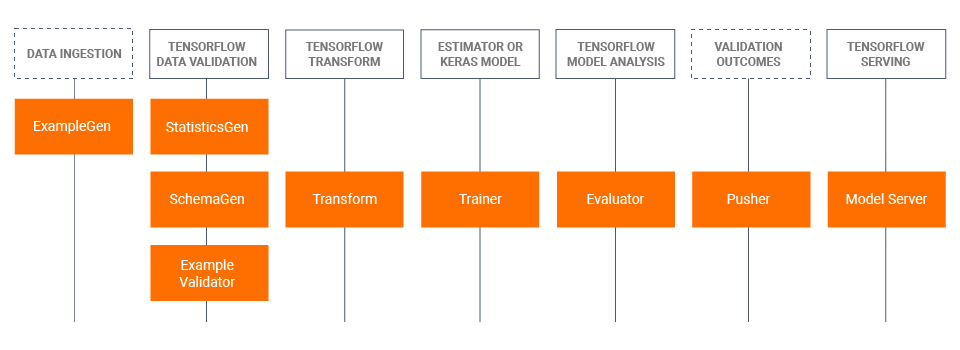 DATA INGESTION
TENSORFLOW
DATA VALIDATION
TENSORFLOW
TRANSFORM
ESTIMATOR OR
KERAS MODEL
TENSORFLOW
MODEL ANALYSIS
VALIDATION
OUTCOMES
TENSORFLOW
SERVING
ExampleGen
StatisticsGen
SchemaGen
Example
Validator
Transform
Trainer
Evaluator
Pusher
Model Server